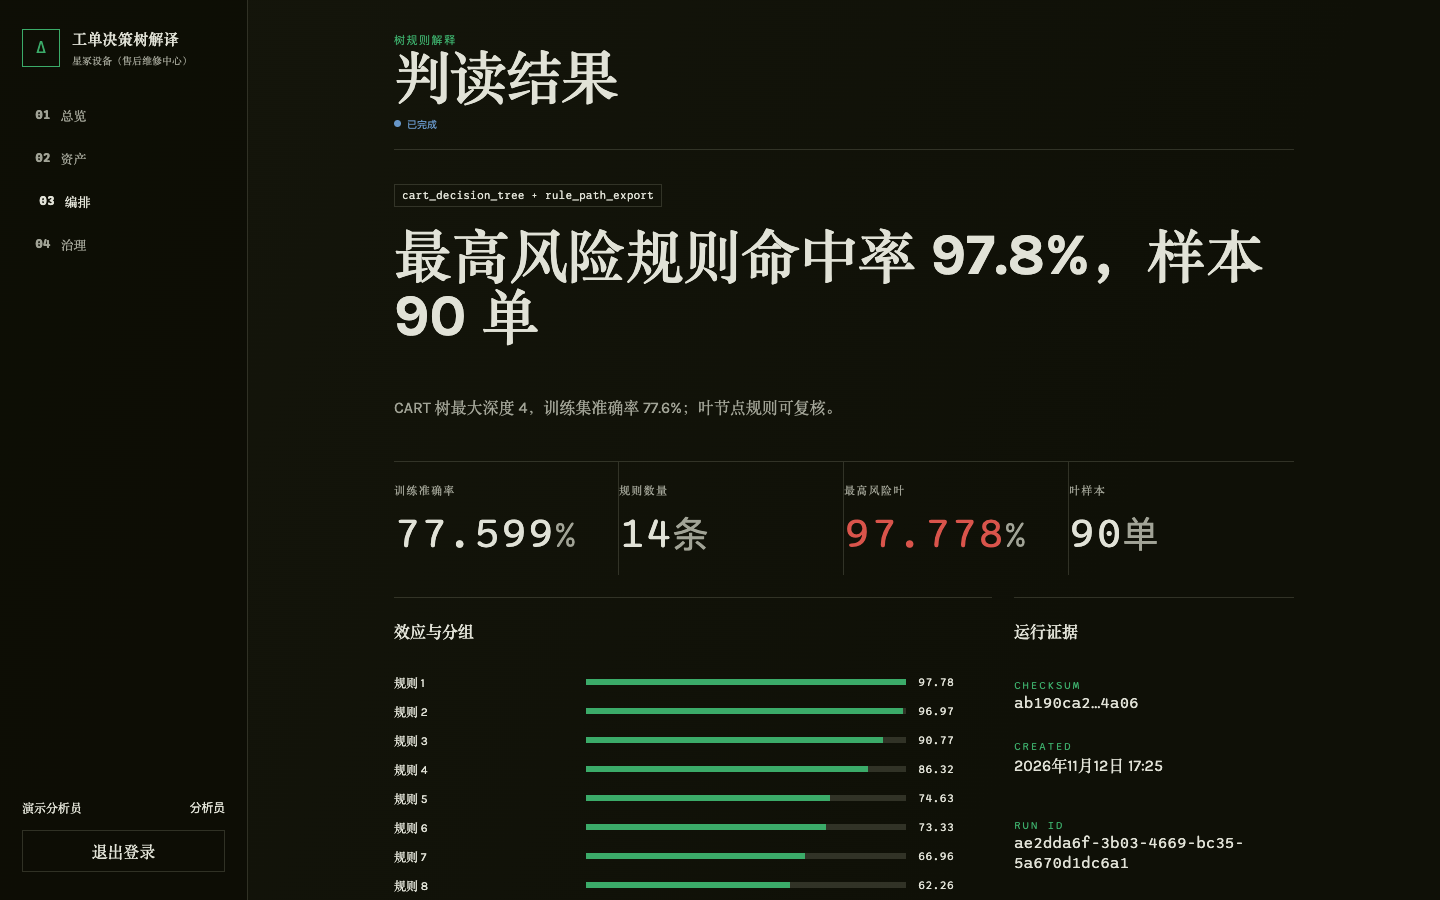 Δ
工单决策树解译
星冢设备（售后维修中心）
01 总览
02 资产
03 编排
04 治理
演示分析员 分析员
退出登录
树规则解释
判读结果
已完成
cart_decision_tree + rule_path_export
最高风险规则命中率 97.8%，样本
90 单
CART 树最大深度 4，训练集准确率 77.6%；叶节点规则可复核。
训练准确率
77.599%
规则数量
14条
最高风险叶
97.778%
叶样本
90单
效应与分组
规则 1 97.78
规则 2 96.97
规则 3 90.77
规则 4 86.32
规则 5 74.63
规则 6 73.33
规则 7 66.96
规则 8 62.26
运行证据
CHECKSUM
ab190ca2…4a06
CREATED
2026年11月12日 17:25
RUN ID
ae2dda6f-3b03-4669-bc35-
5a670d1dc6a1